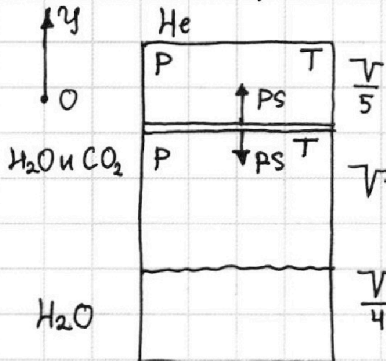 y
He
P T V/5
O
PS
H₂O и CO₂ P PS T V'
H₂O V/4